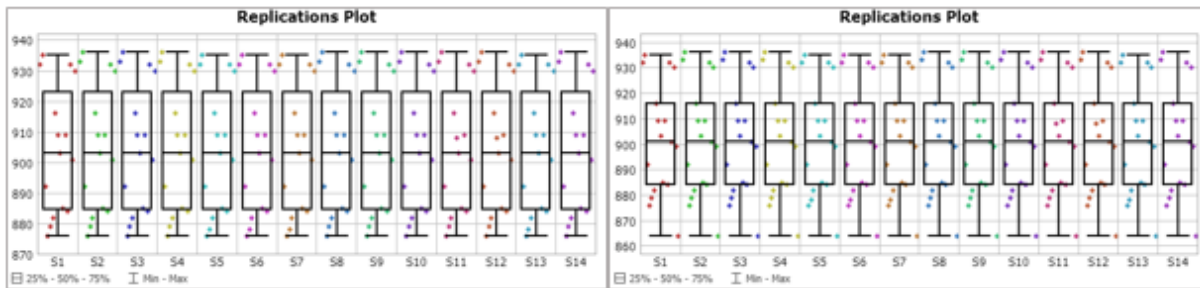 Replications Plot
940
930
920
910
900
890
880
870
S1 S2 S3 S4 S5 S6 S7 S8 S9 S10 S11 S12 S13 S14
25% - 50% - 75% Min - Max
Replications Plot
940
930
920
910
900
890
880
870
860
S1 S2 S3 S4 S5 S6 S7 S8 S9 S10 S11 S12 S13 S14
25% - 50% - 75% Min - Max